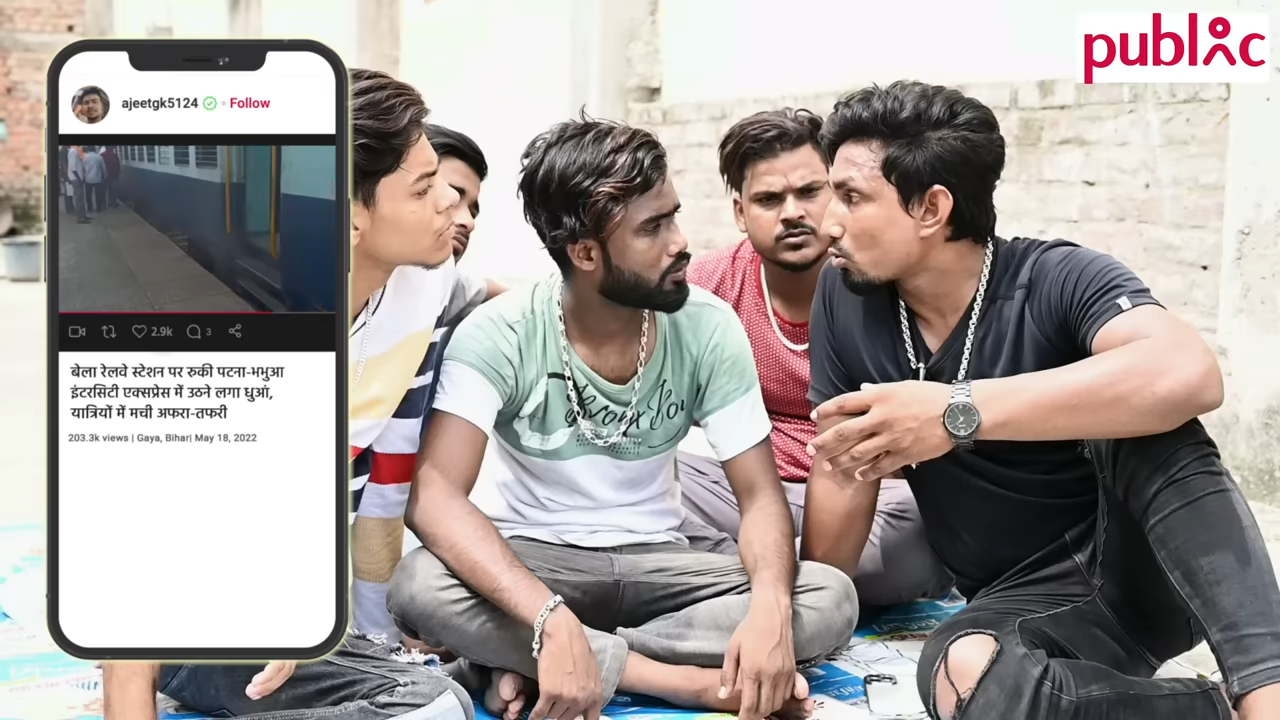 public
ajeetgk5124 • Follow
2.9k 3
बेला रेलवे स्टेशन पर रुकी पटना-भभुआ
इंटरसिटी एक्सप्रेस में उठने लगा धुआं,
यात्रियों में मची अफरा-तफरी
203.3k views | Gaya, Bihar| May 18, 2022